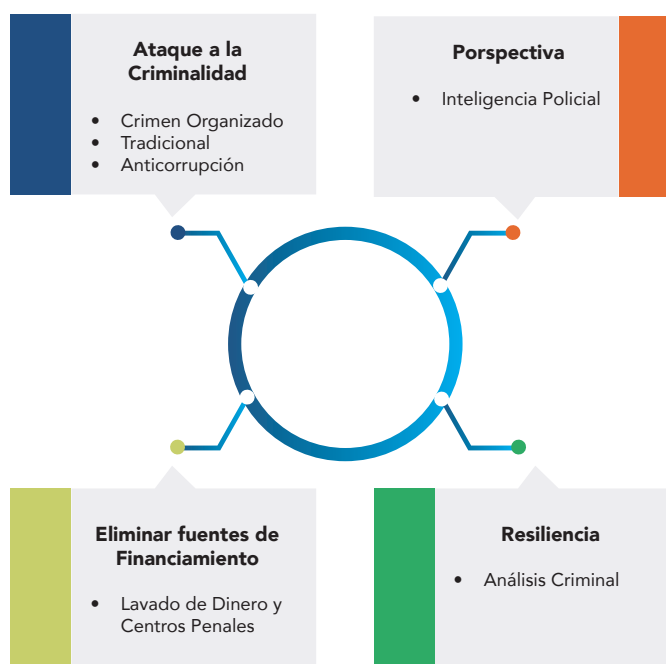 Ataque a la
Criminalidad
• Crimen Organizado
• Tradicional
• Anticorrupción
Porspectiva
• Inteligencia Policial
Eliminar fuentes de
Financiamiento
• Lavado de Dinero y
Centros Penales
Resiliencia
• Análisis Criminal